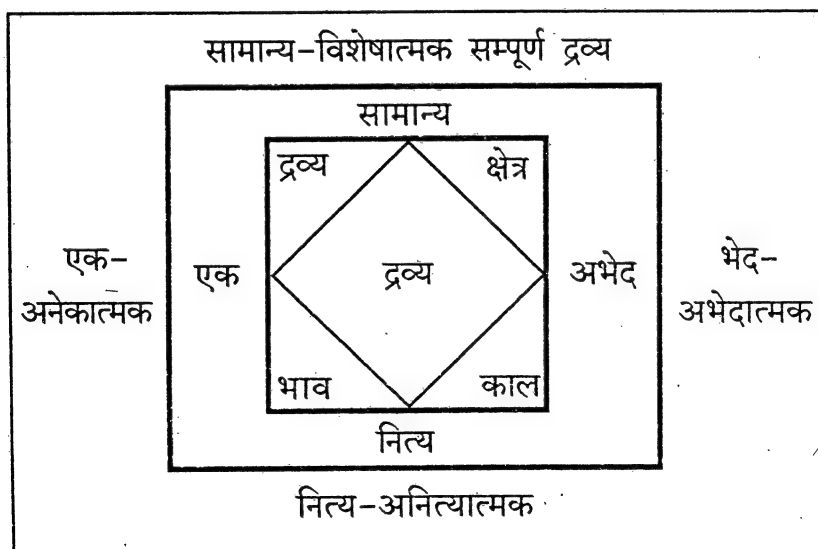 सामान्य-विशेषात्मक सम्पूर्ण द्रव्य
सामान्य
द्रव्य
क्षेत्र
एक-
अनेकात्मक
एक
द्रव्य
अभेद
भेद-
अभेदात्मक
भाव
काल
नित्य
नित्य-अनित्यात्मक